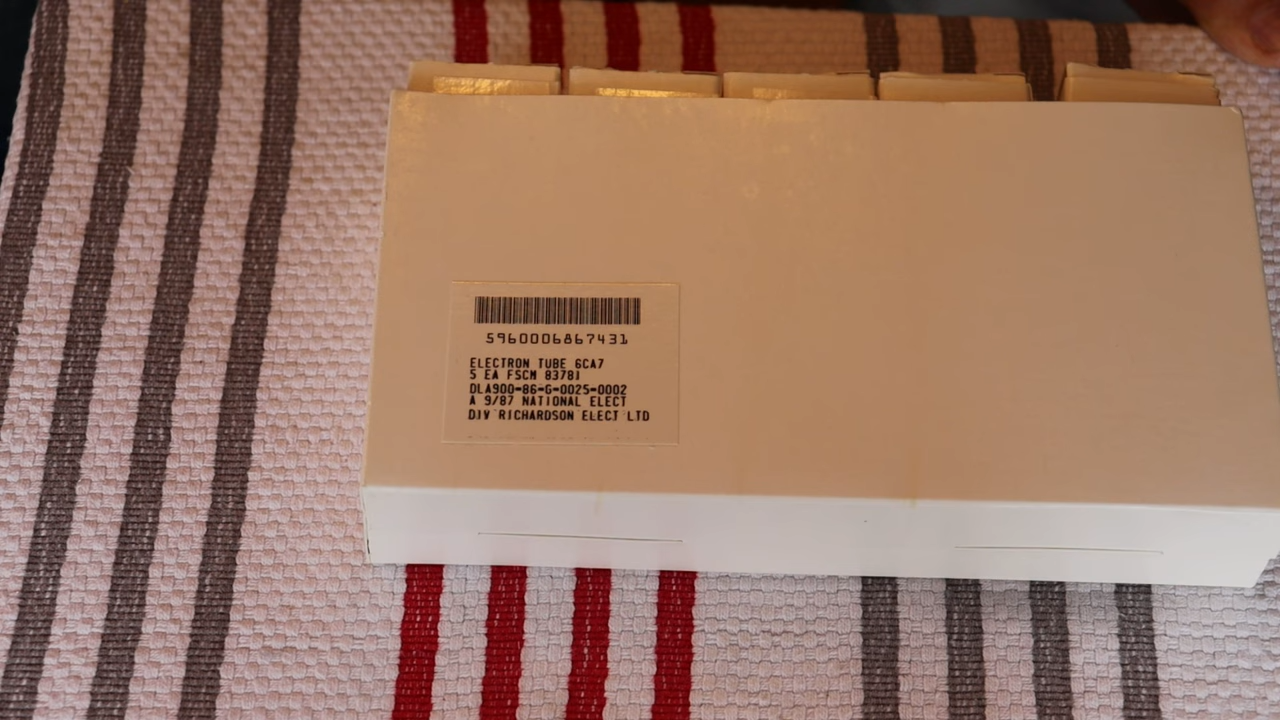 5960006867431
ELECTRON TUBE 6CA7
5 EA FSCM 83781
DLA900-86-G-0025-0002
A 9/87 NATIONAL ELECT
DIV RICHARDSON ELECT LTD